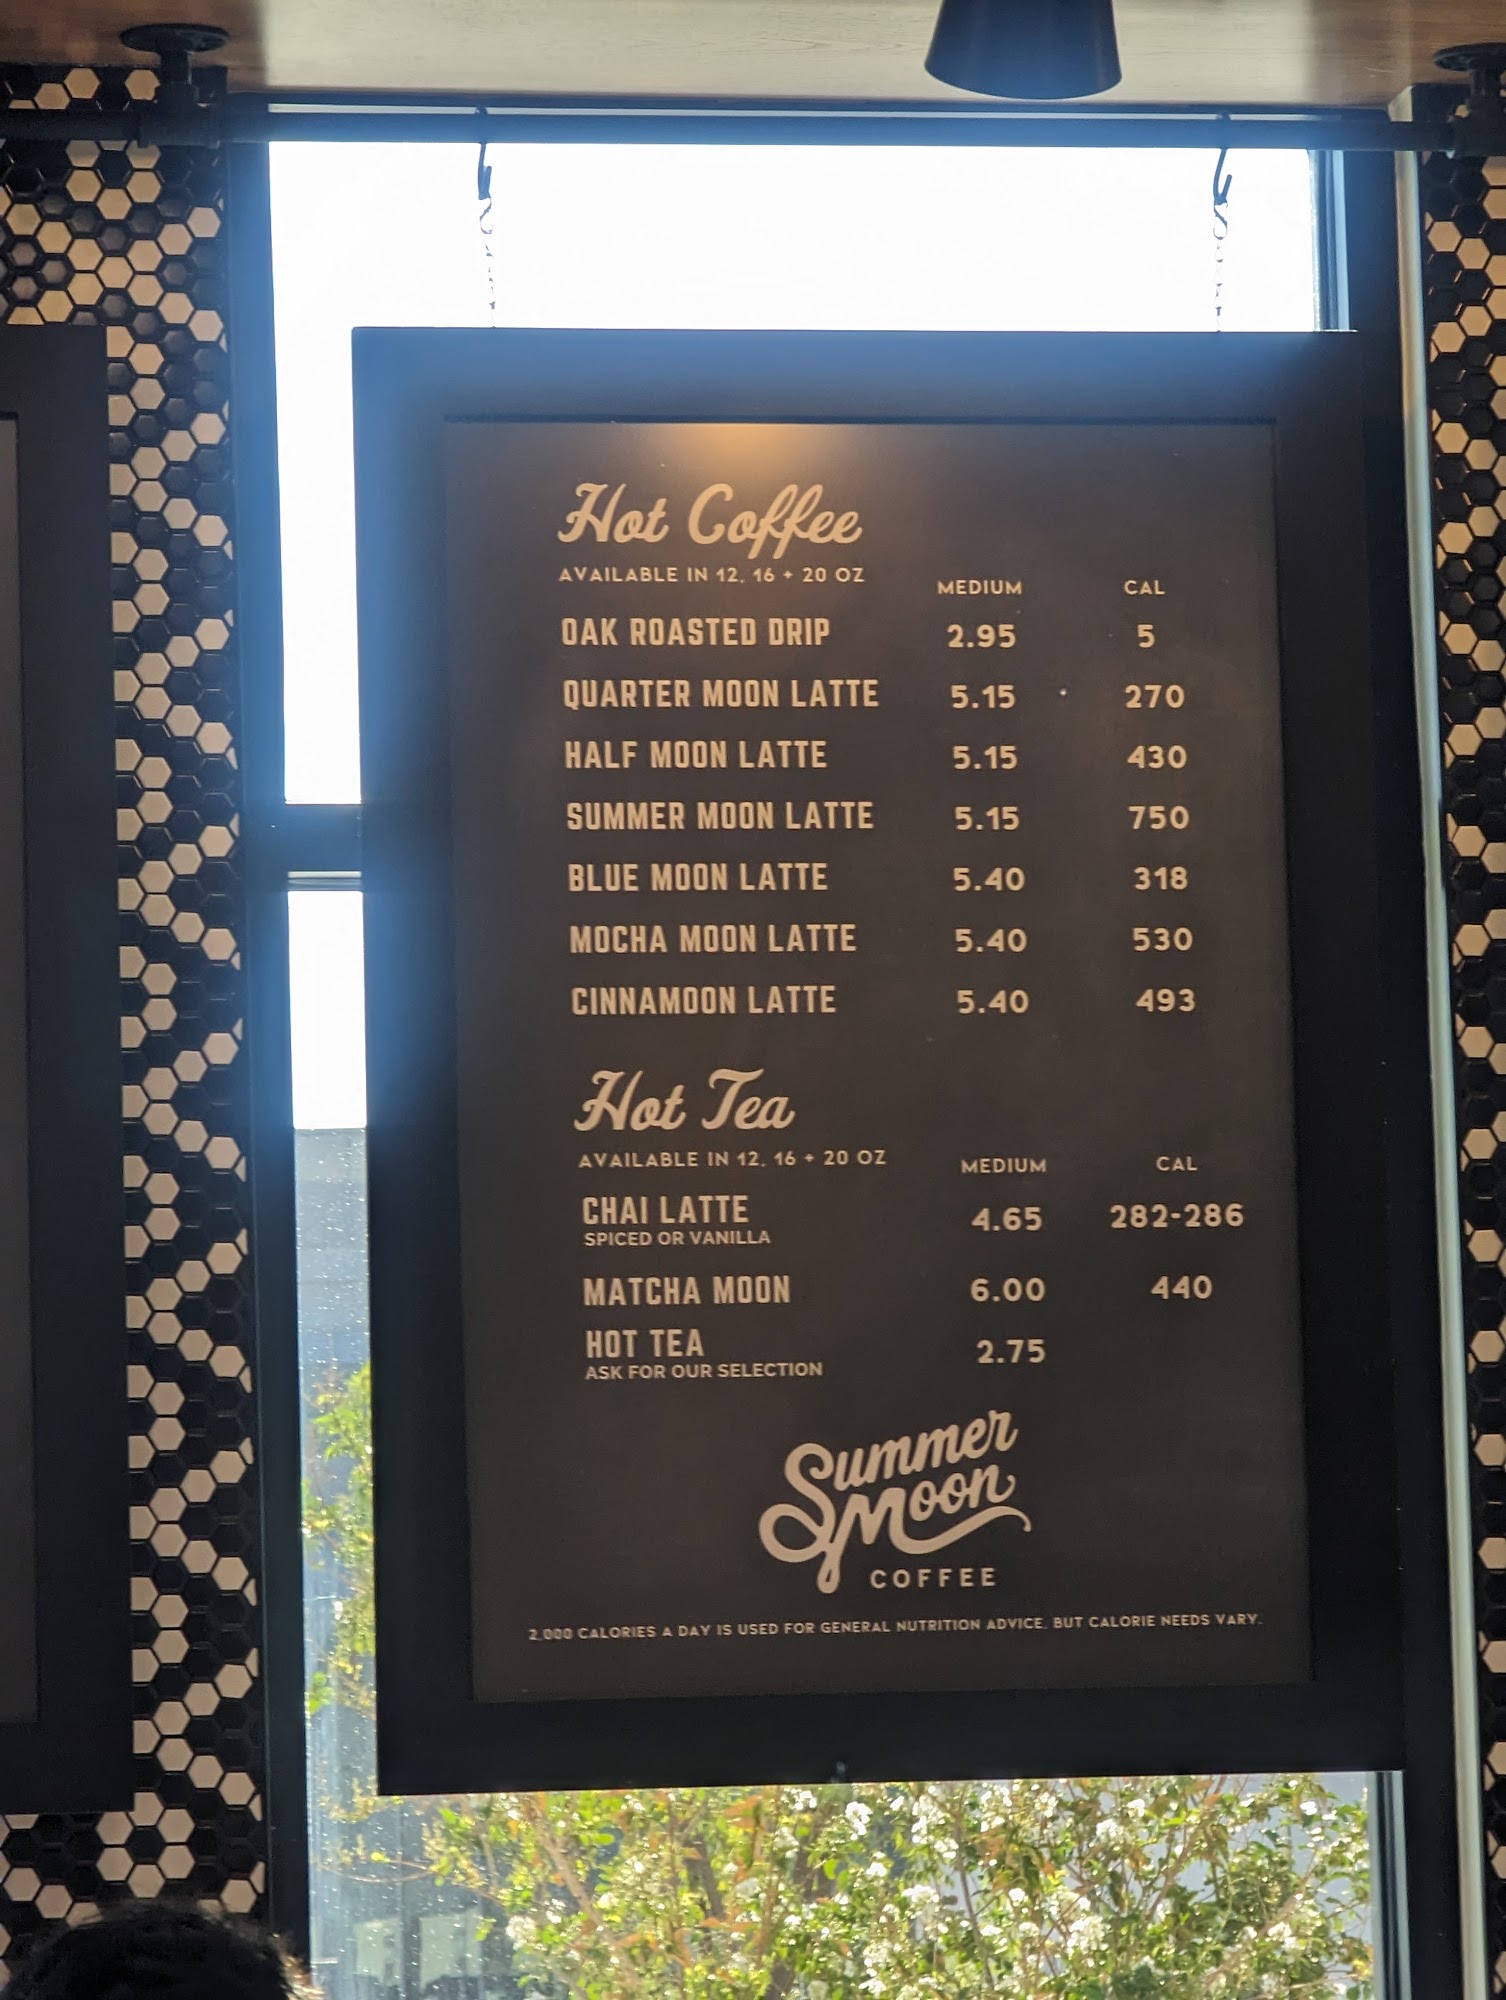 Hot Coffee
AVAILABLE IN 12, 16 + 20 OZ MEDIUM CAL
OAK ROASTED DRIP 2.95 5
QUARTER MOON LATTE 5.15 270
HALF MOON LATTE 5.15 430
SUMMER MOON LATTE 5.15 750
BLUE MOON LATTE 5.40 318
MOCHA MOON LATTE 5.40 530
CINNAMOON LATTE 5.40 493
Hot Tea
AVAILABLE IN 12, 16 + 20 OZ MEDIUM CAL
CHAI LATTE 4.65 282-286
SPICED OR VANILLA
MATCHA MOON 6.00 440
HOT TEA 2.75
ASK FOR OUR SELECTION
Summer
Moon
COFFEE
2,000 CALORIES A DAY IS USED FOR GENERAL NUTRITION ADVICE, BUT CALORIE NEEDS VARY.